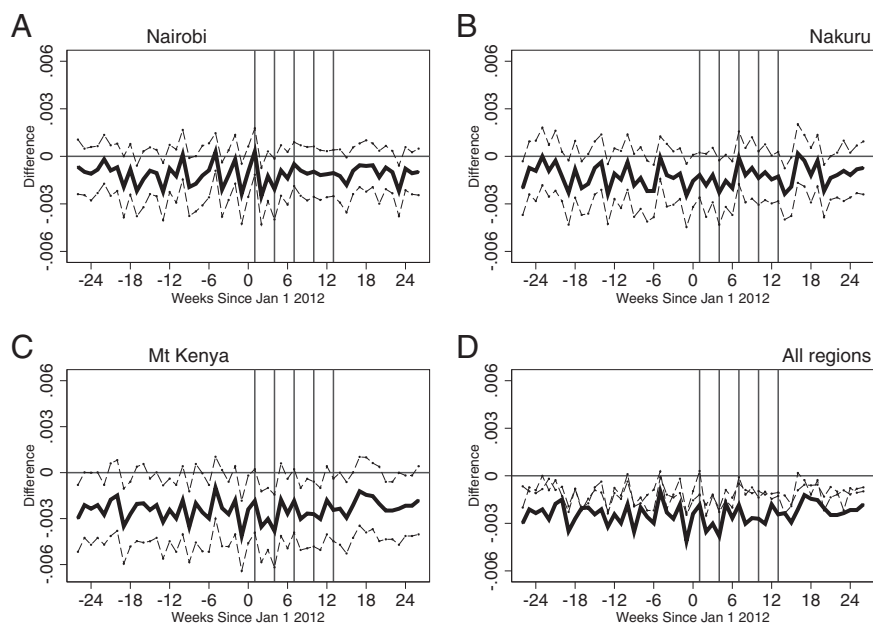 A Nairobi
.006
.003
0
-.003
-.006
Difference
-24 -18 -12 -6 0 6 12 18 24
Weeks Since Jan 1 2012
B Nakuru
.006
.003
0
-.003
-.006
Difference
-24 -18 -12 -6 0 6 12 18 24
Weeks Since Jan 1 2012
C Mt Kenya
.006
.003
0
-.003
-.006
Difference
-24 -18 -12 -6 0 6 12 18 24
Weeks Since Jan 1 2012
D All regions
.006
.003
0
-.003
-.006
Difference
-24 -18 -12 -6 0 6 12 18 24
Weeks Since Jan 1 2012